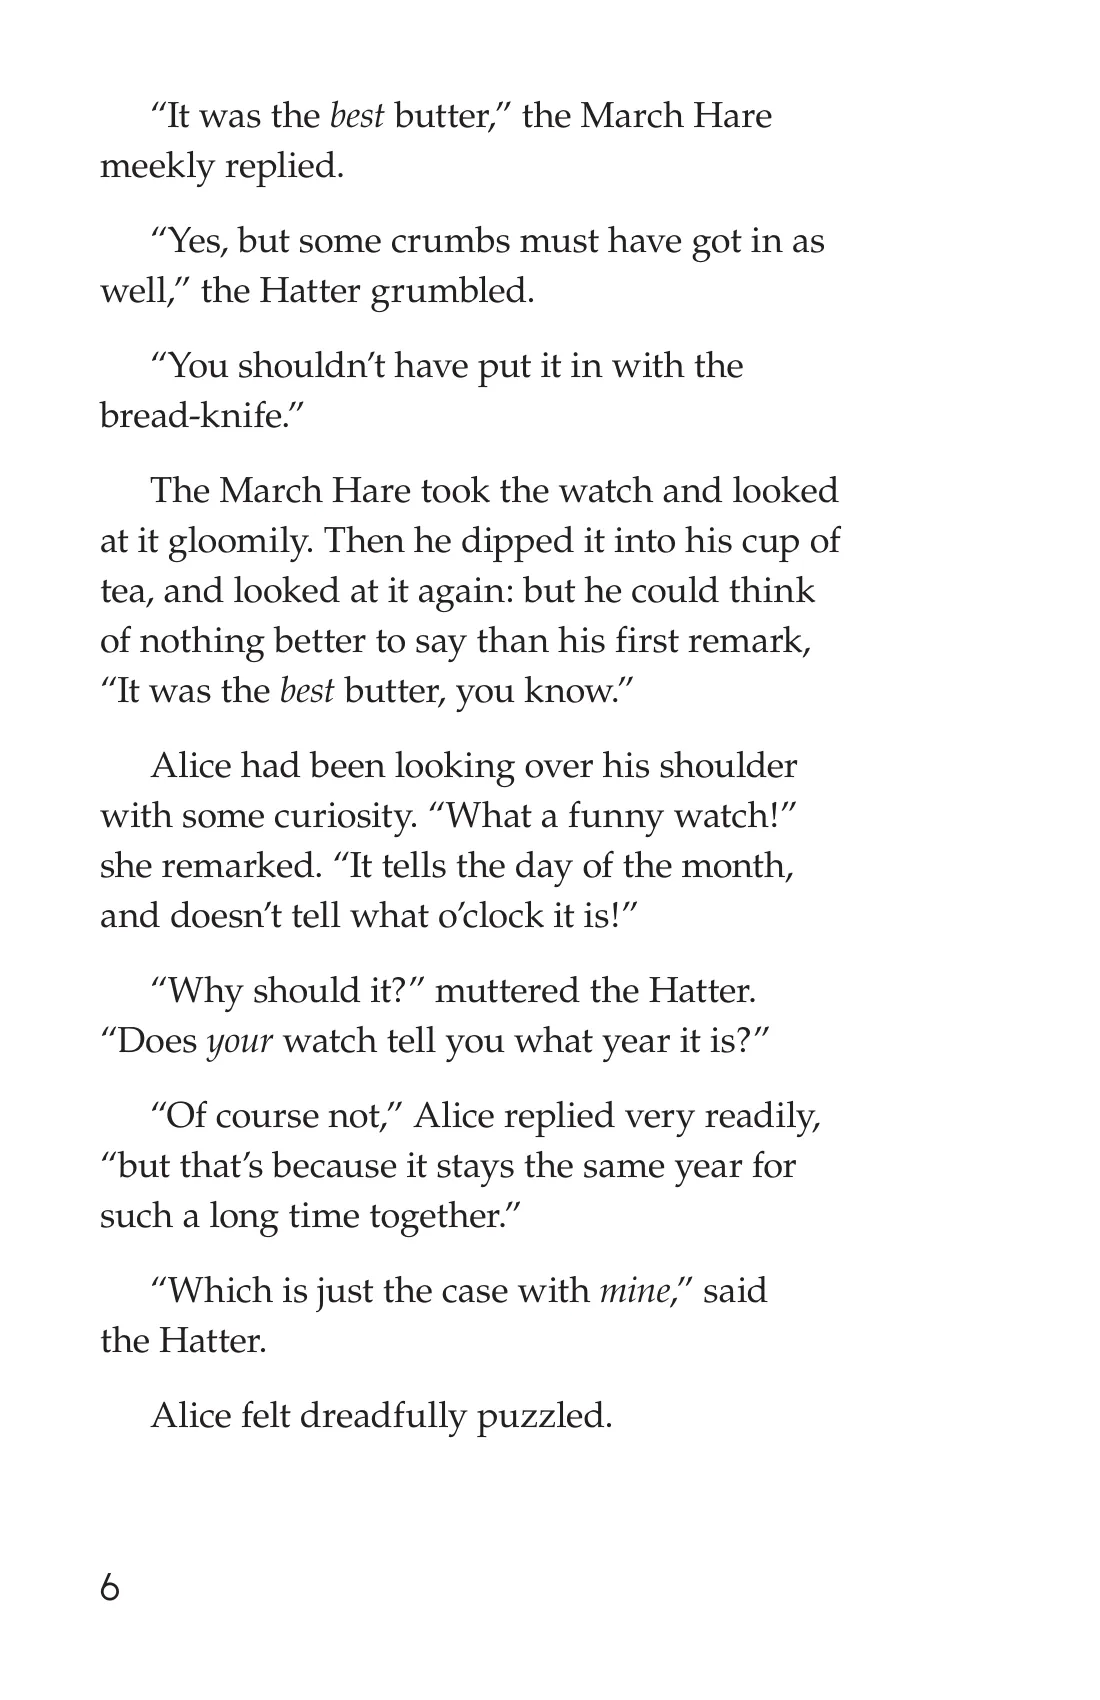 “It was the best butter,” the March Hare
meekly replied.
“Yes, but some crumbs must have got in as
well,” the Hatter grumbled.
“You shouldn’t have put it in with the
bread-knife.”
The March Hare took the watch and looked
at it gloomily. Then he dipped it into his cup of
tea, and looked at it again: but he could think
of nothing better to say than his first remark,
“It was the best butter, you know.”
Alice had been looking over his shoulder
with some curiosity. “What a funny watch!”
she remarked. “It tells the day of the month,
and doesn’t tell what o’clock it is!”
“Why should it?” muttered the Hatter.
“Does your watch tell you what year it is?”
“Of course not,” Alice replied very readily,
“but that’s because it stays the same year for
such a long time together.”
“Which is just the case with mine,” said
the Hatter.
Alice felt dreadfully puzzled.
6